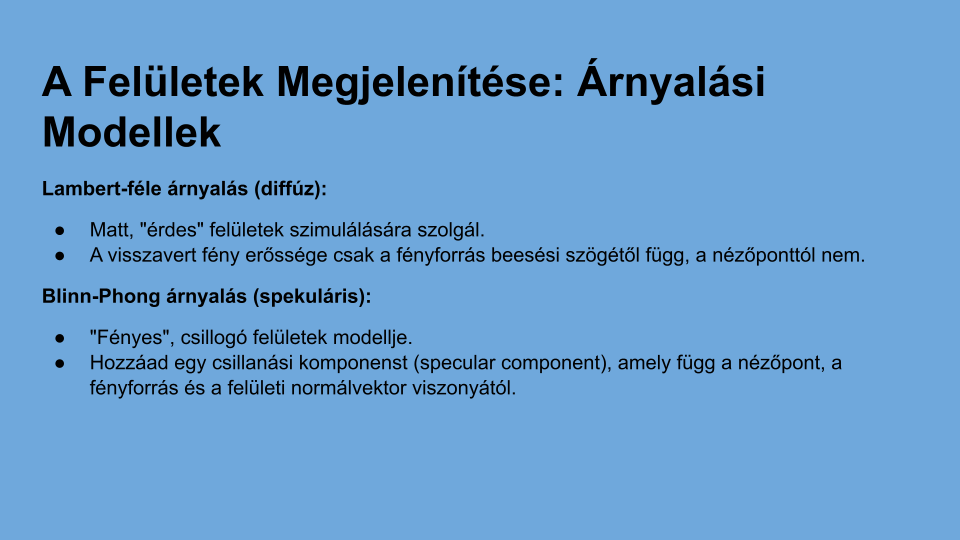 A Felületek Megjelenítése: Árnyalási
Modellek
Lambert-féle árnyalás (diffúz):
● Matt, "érdes" felületek szimulálására szolgál.
● A visszavert fény erőssége csak a fényforrás beesési szögétől függ, a nézőponttól nem.
Blinn-Phong árnyalás (spekuláris):
● "Fényes", csillogó felületek modellje.
● Hozzáad egy csillanási komponenst (specular component), amely függ a nézőpont, a
fényforrás és a felületi normálvektor viszonyától.